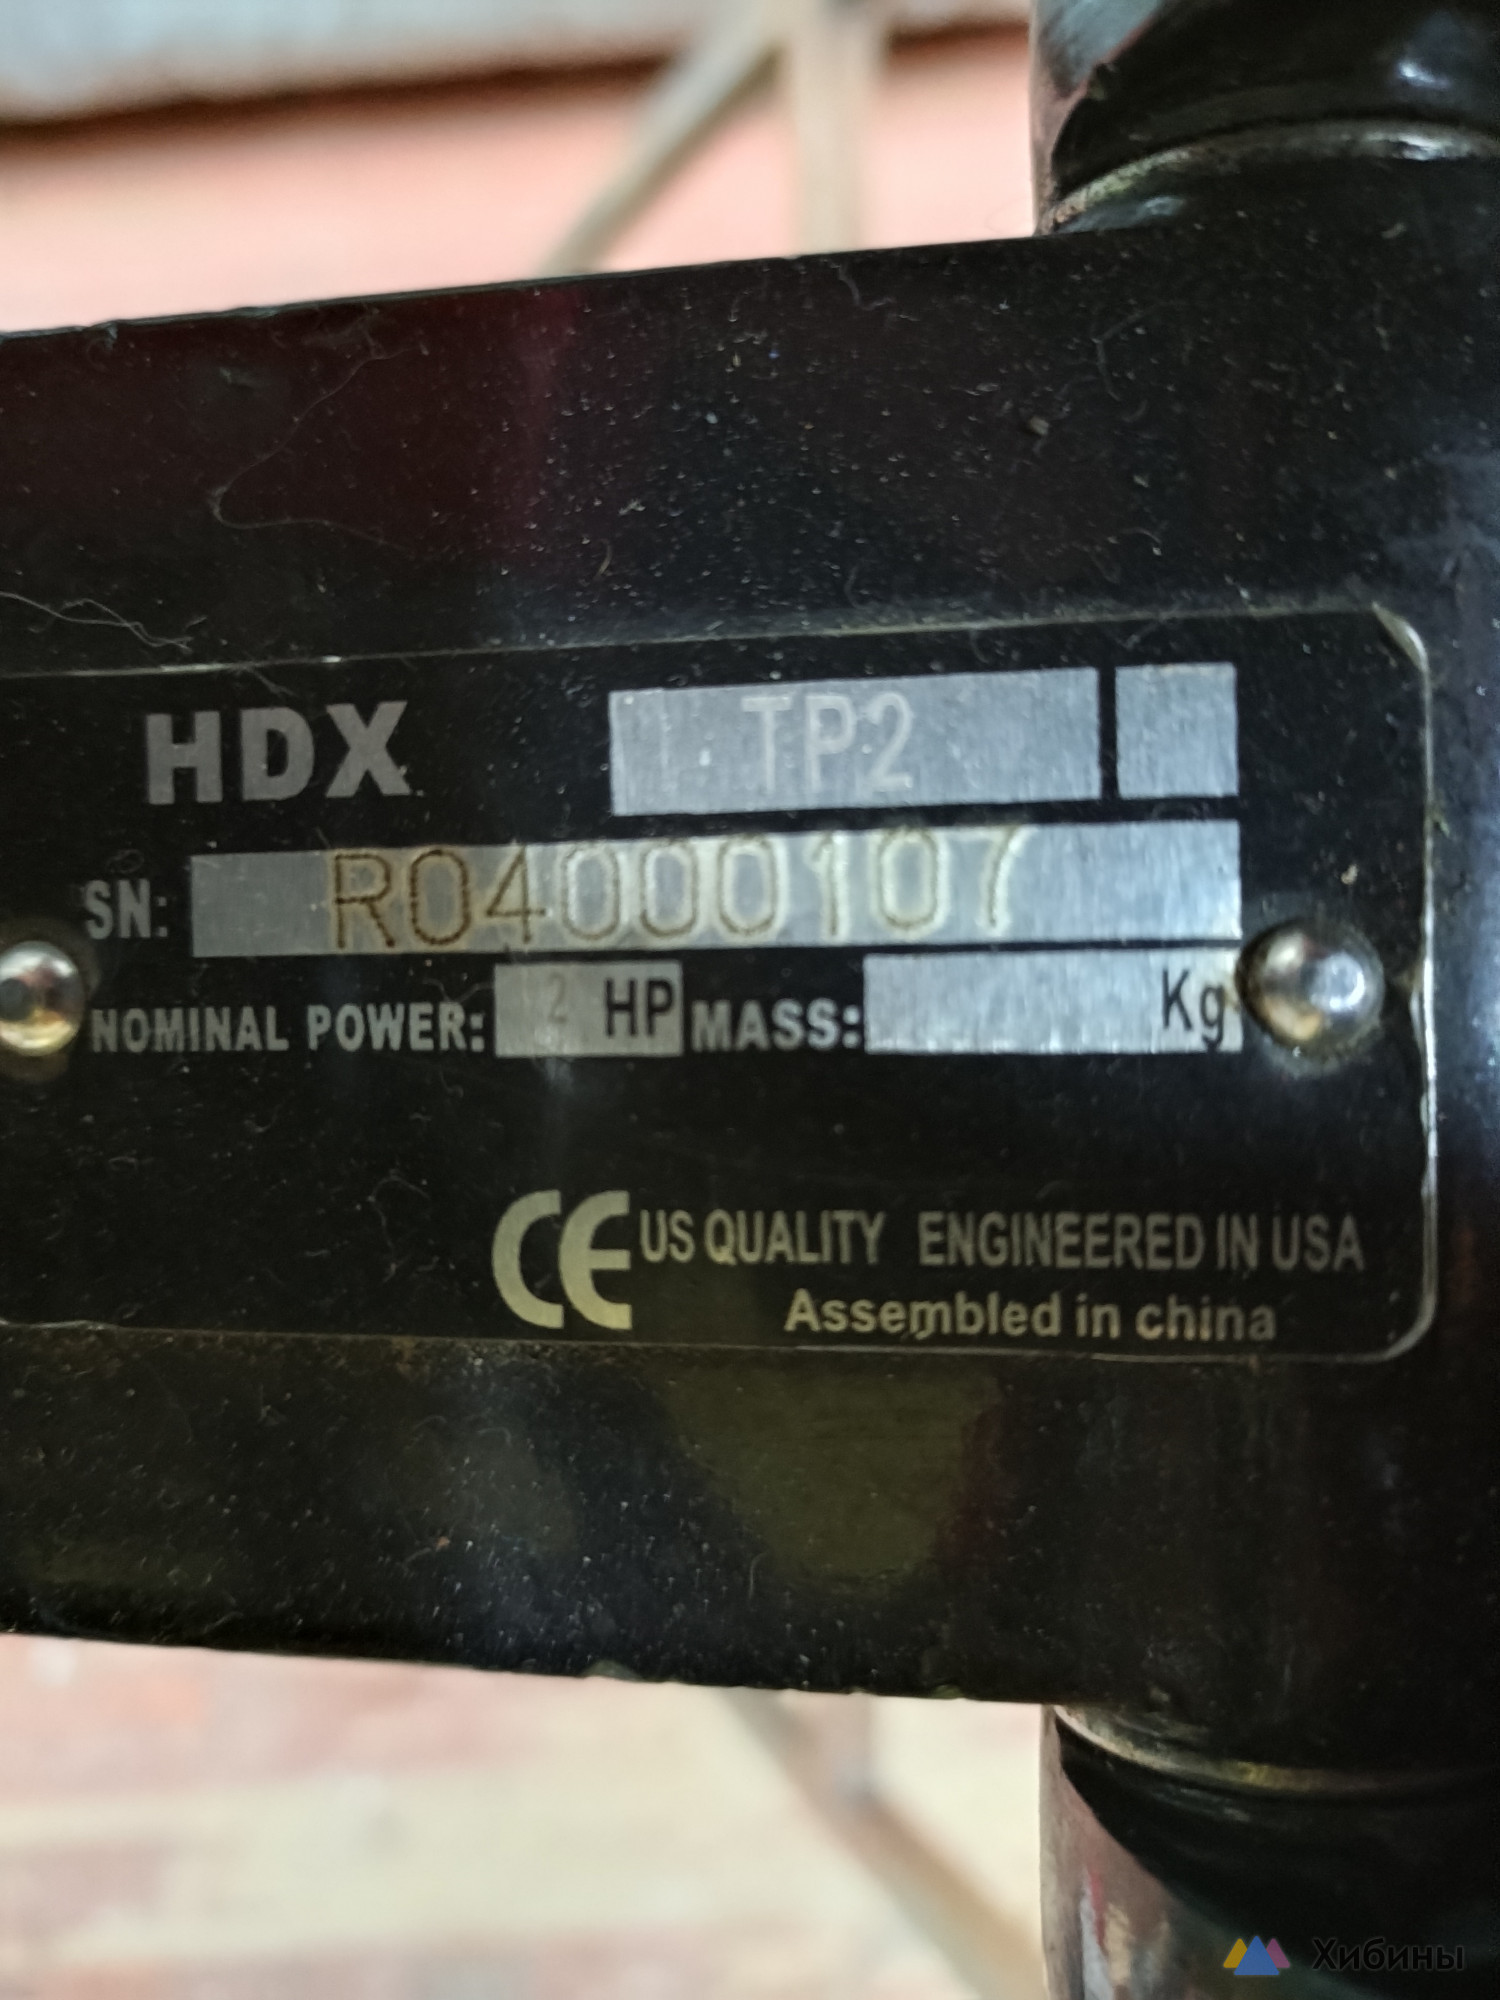 HDX TP2
SN: R04000107
NOMINAL POWER: 2 HP MASS: Kg
CE US QUALITY ENGINEERED IN USA
Assembled in china
Хибины